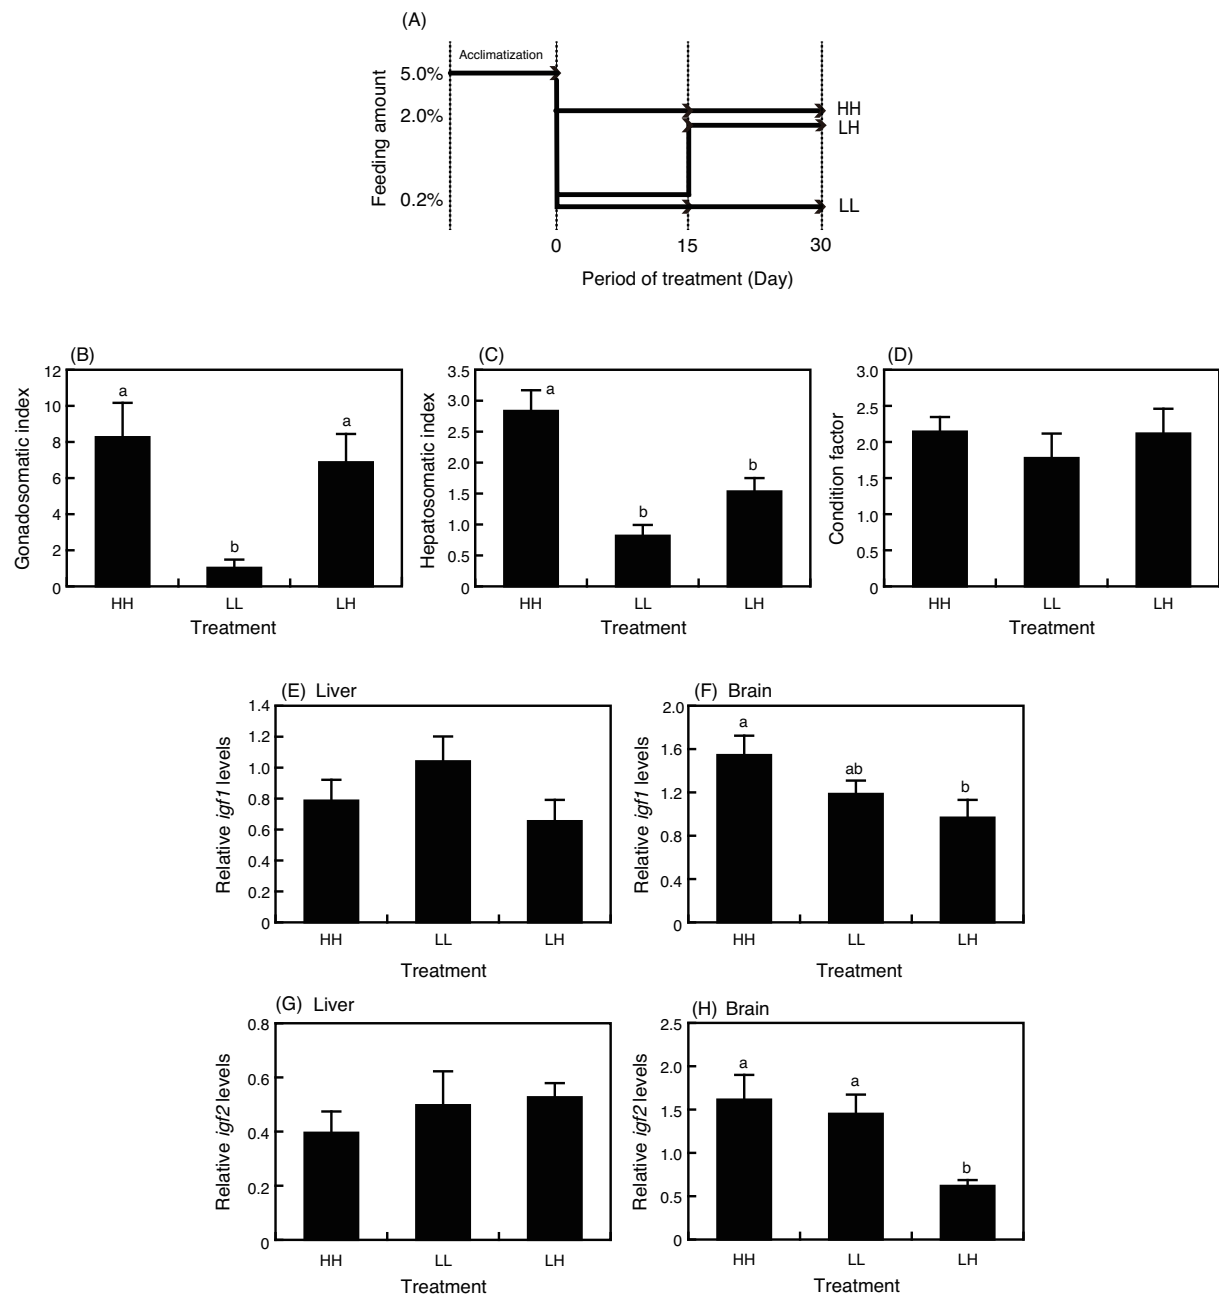 (A)
Acclimatization
Feeding amount
5.0%
2.0%
0.2%
HH
LH
LL
0 15 30
Period of treatment (Day)
(B)
Gonadosomatic index
12
10
8
6
4
2
0
a
b
a
HH LL LH
Treatment
(C)
Hepatosomatic index
3.5
3.0
2.5
2.0
1.5
1.0
0.5
0
a
b
b
HH LL LH
Treatment
(D)
Condition factor
3.0
2.5
2.0
1.5
1.0
0.5
0
HH LL LH
Treatment
(E) Liver
Relative igf1 levels
1.4
1.2
1.0
0.8
0.6
0.4
0.2
0
HH LL LH
Treatment
(F) Brain
Relative igf1 levels
2.0
1.6
1.2
0.8
0.4
0
a
ab
b
HH LL LH
Treatment
(G) Liver
Relative igf2 levels
0.8
0.6
0.4
0.2
0
HH LL LH
Treatment
(H) Brain
Relative igf2 levels
2.5
2.0
1.5
1.0
0.5
0
a
a
b
HH LL LH
Treatment